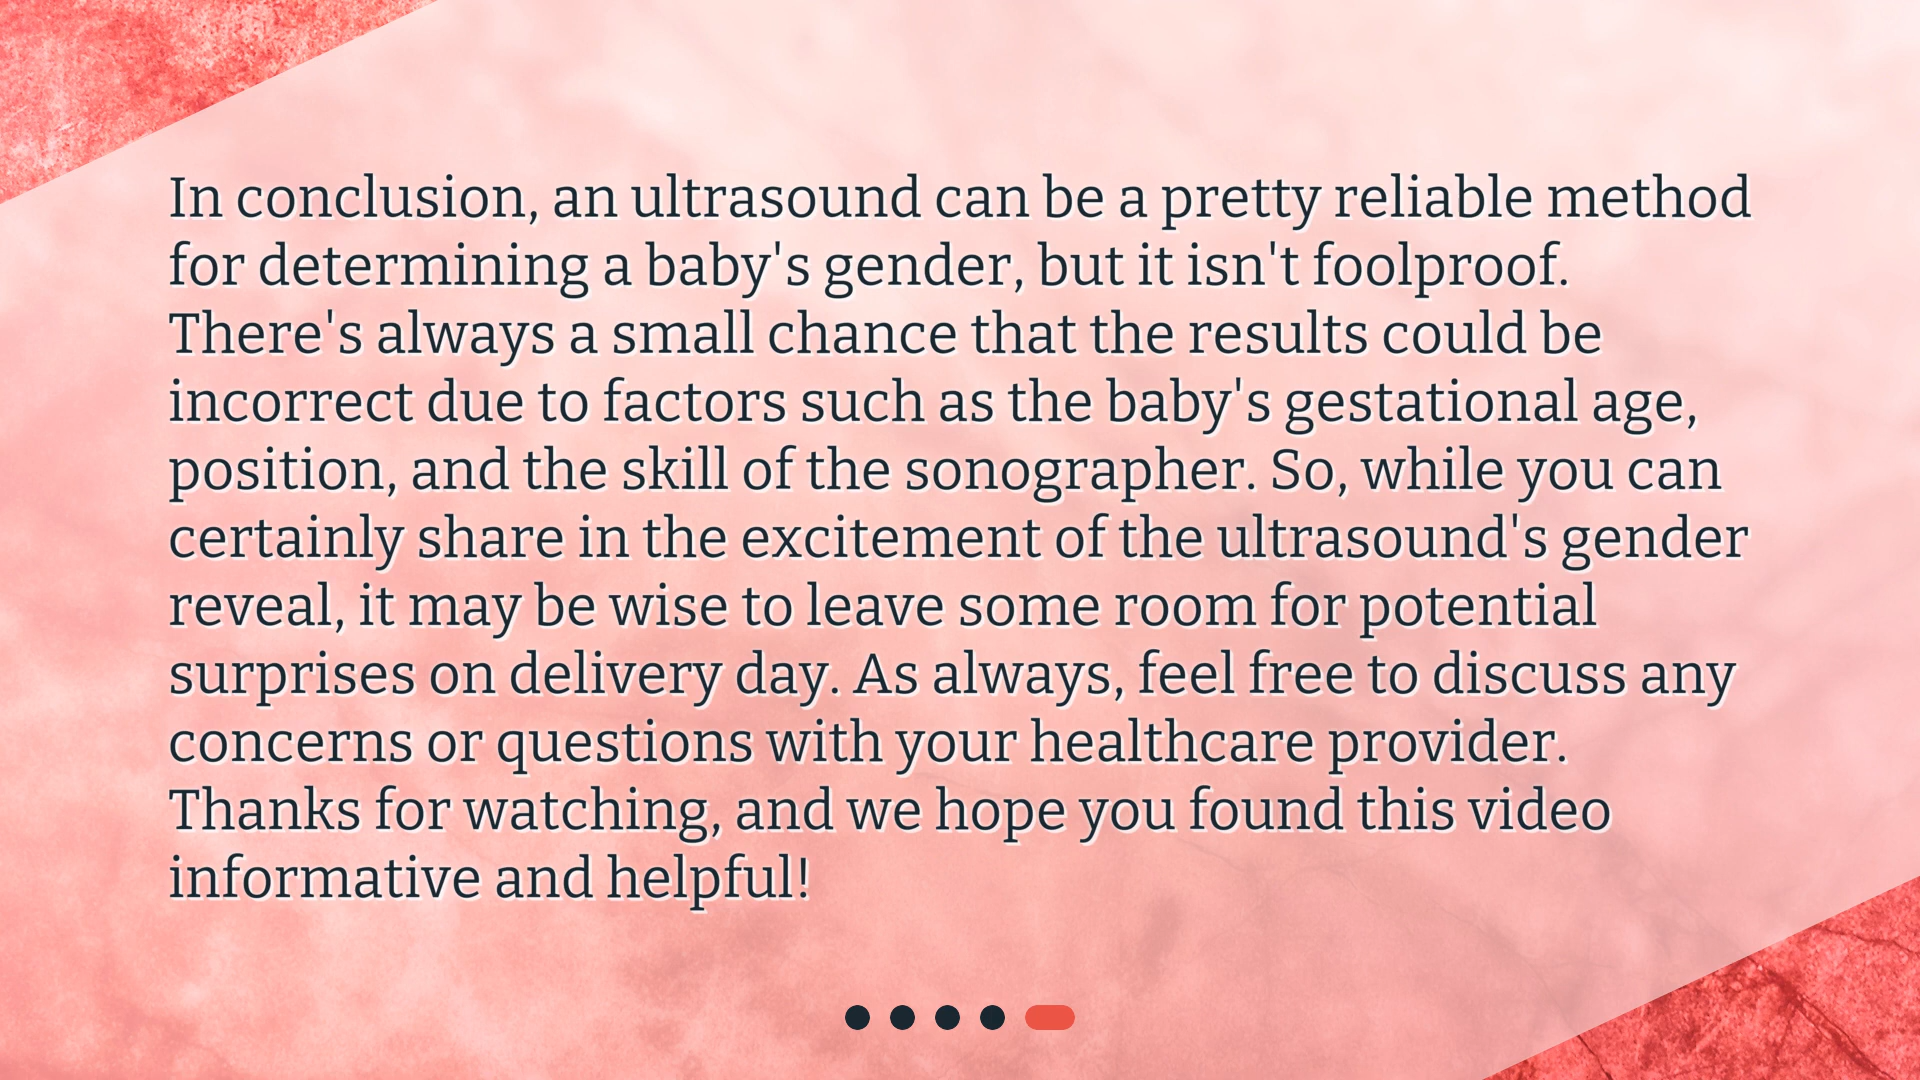 In conclusion, an ultrasound can be a pretty reliable method
for determining a baby's gender, but it isn't foolproof.
There's always a small chance that the results could be
incorrect due to factors such as the baby's gestational age,
position, and the skill of the sonographer. So, while you can
certainly share in the excitement of the ultrasound's gender
reveal, it may be wise to leave some room for potential
surprises on delivery day. As always, feel free to discuss any
concerns or questions with your healthcare provider.
Thanks for watching, and we hope you found this video
informative and helpful!